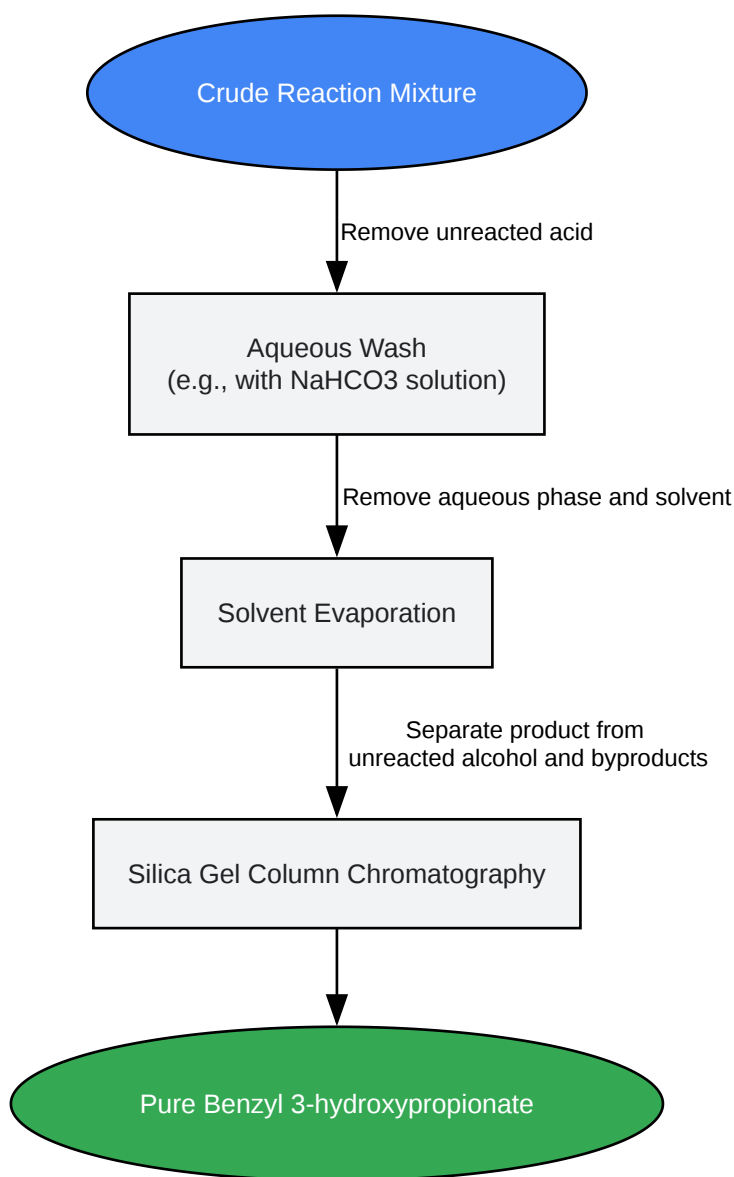 Crude Reaction Mixture
Remove unreacted acid
Aqueous Wash
(e.g., with NaHCO3 solution)
Remove aqueous phase and solvent
Solvent Evaporation
Separate product from
unreacted alcohol and byproducts
Silica Gel Column Chromatography
Pure Benzyl 3-hydroxypropionate